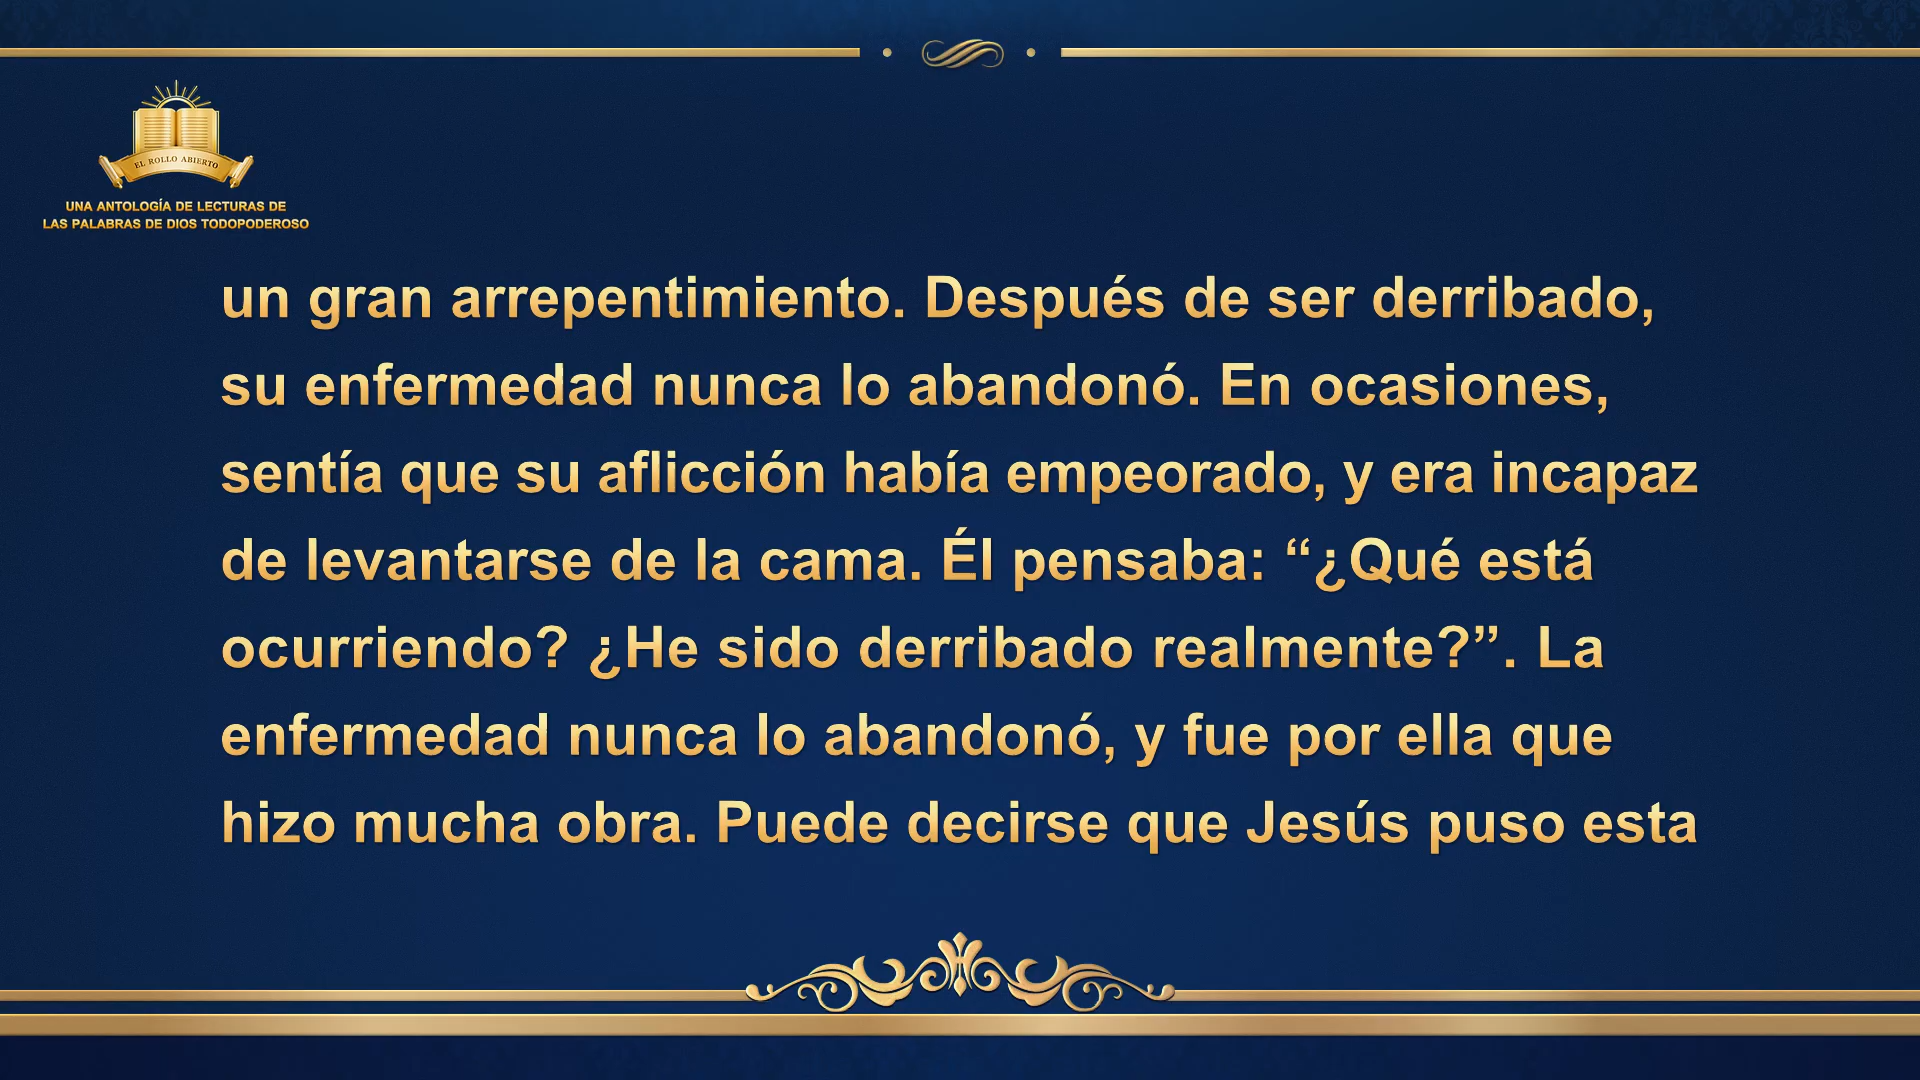 EL ROLLO ABIERTO
UNA ANTOLOGÍA DE LECTURAS DE
LAS PALABRAS DE DIOS TODOPODEROSO
un gran arrepentimiento. Después de ser derribado,
su enfermedad nunca lo abandonó. En ocasiones,
sentía que su aflicción había empeorado, y era incapaz
de levantarse de la cama. Él pensaba: “¿Qué está
ocurriendo? ¿He sido derribado realmente?”. La
enfermedad nunca lo abandonó, y fue por ella que
hizo mucha obra. Puede decirse que Jesús puso esta